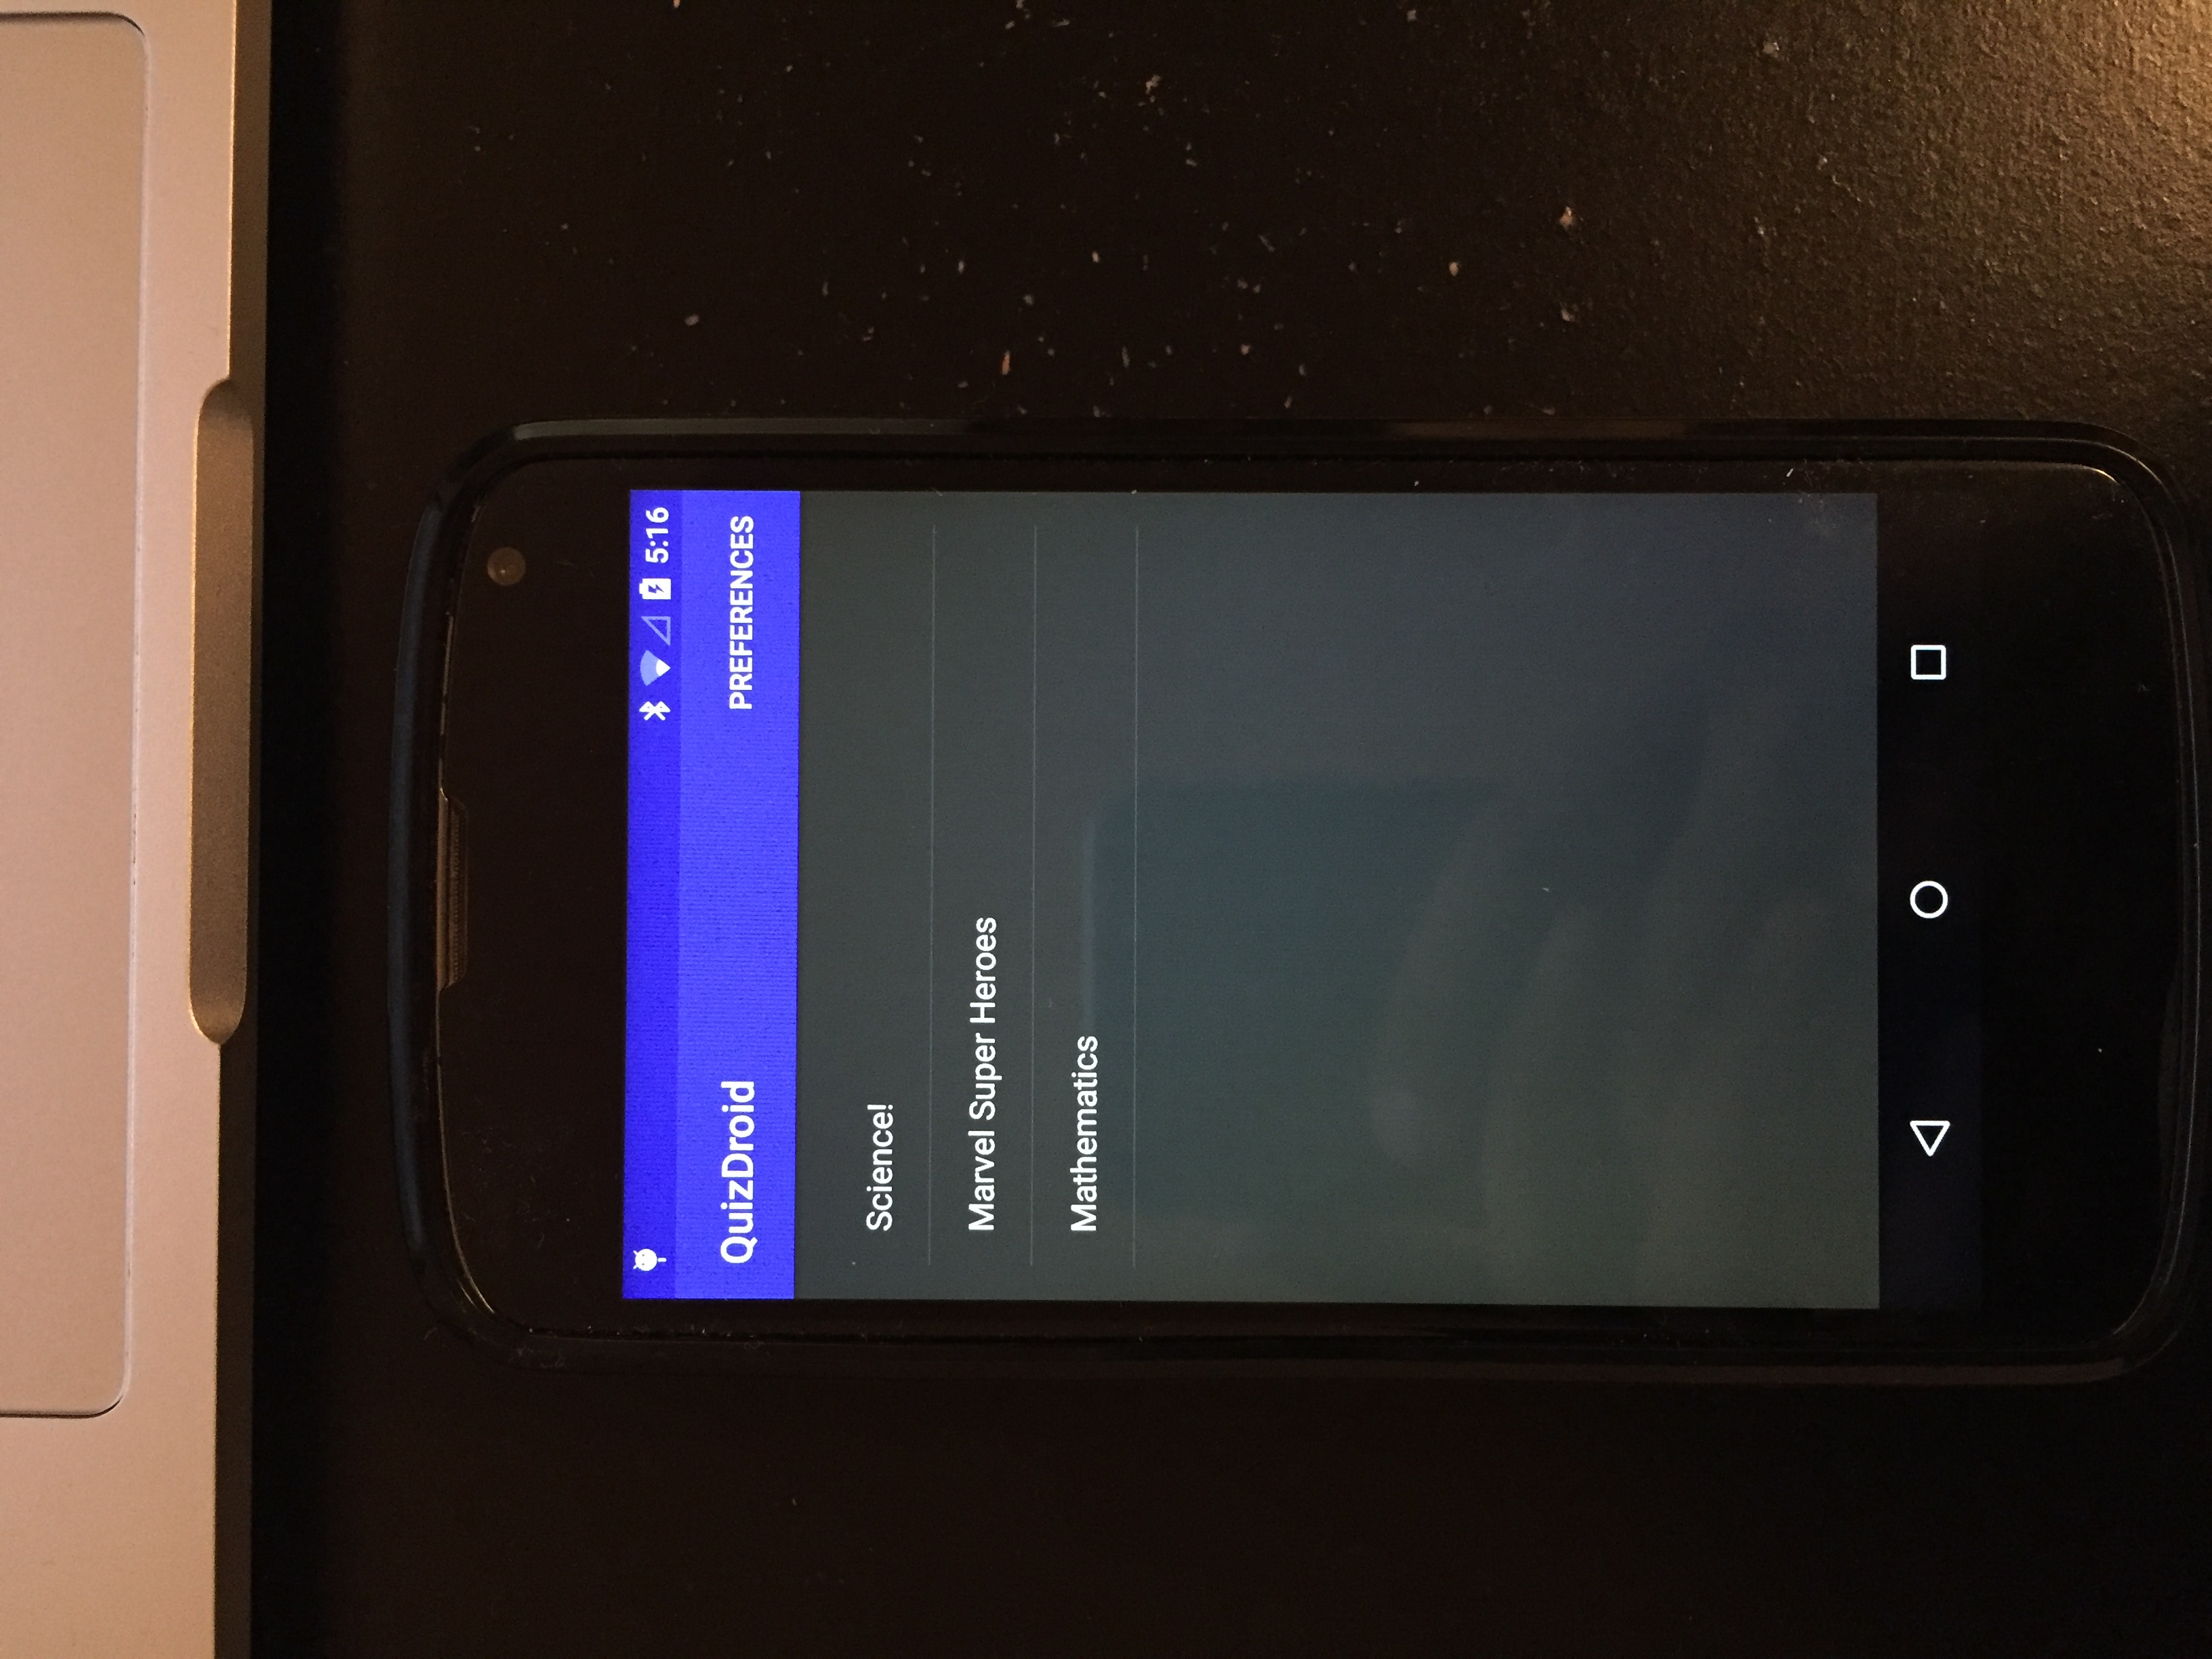 5:16
QuizDroid PREFERENCES
Science!
Marvel Super Heroes
Mathematics